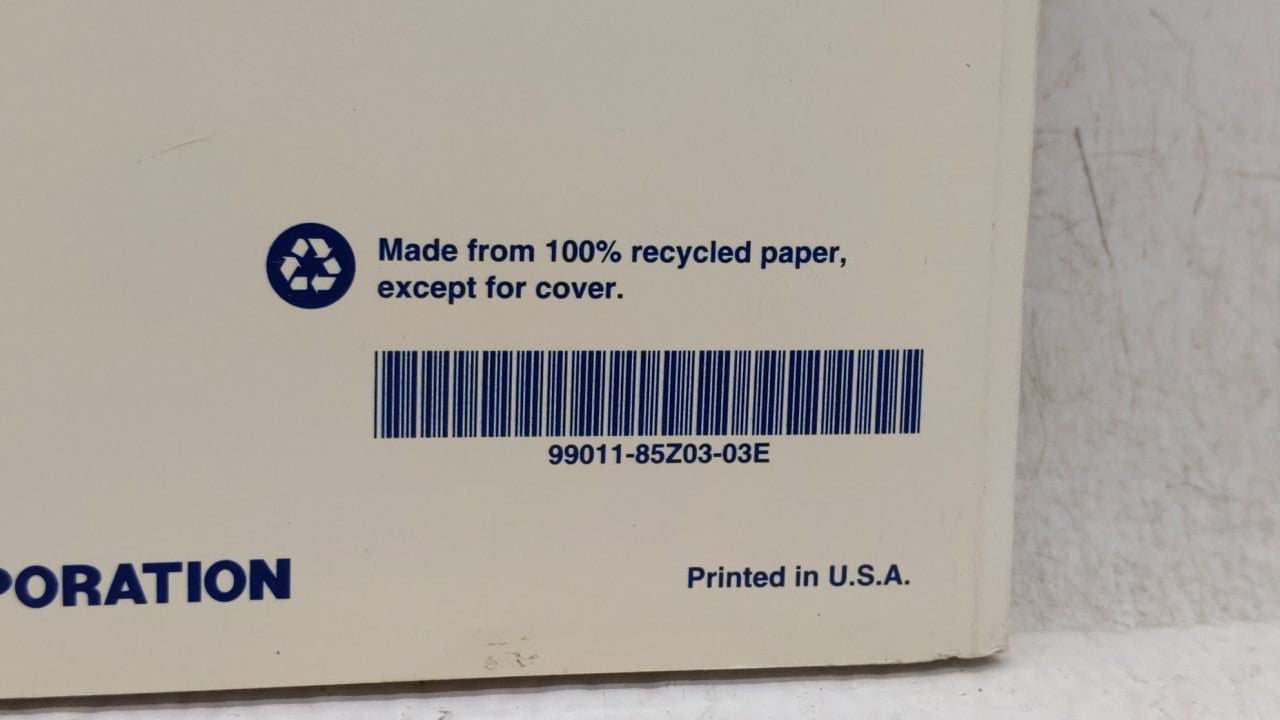 Made from 100% recycled paper,
except for cover.
99011-85Z03-03E
PORATION
Printed in U.S.A.